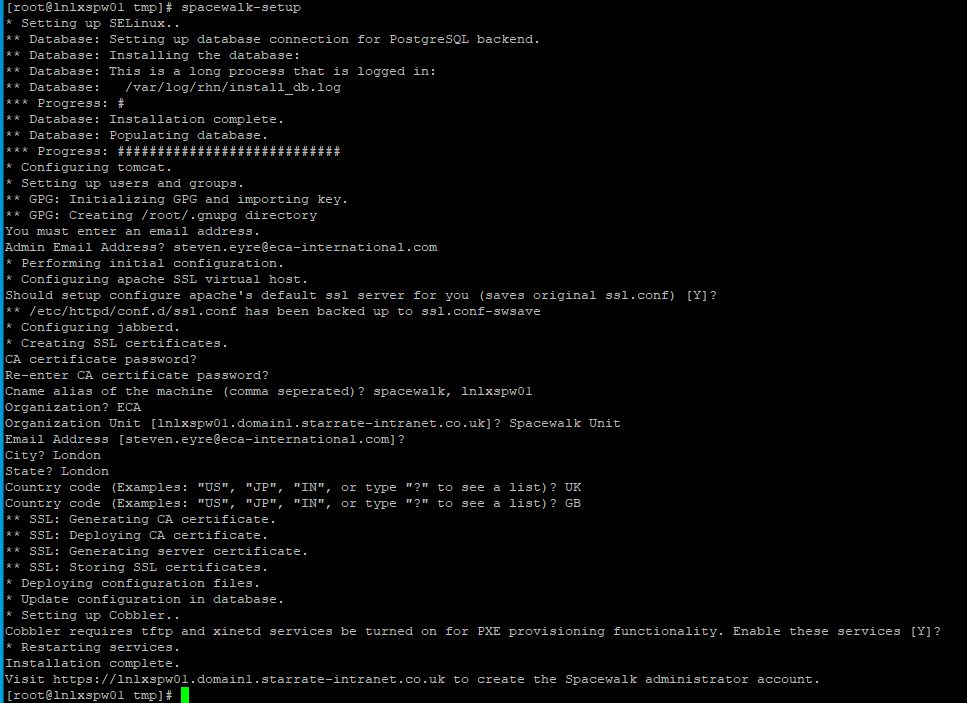 [root@lnlxspw01 tmp]# spacewalk-setup
* Setting up SELinux..
** Database: Setting up database connection for PostgreSQL backend.
** Database: Installing the database:
** Database: This is a long process that is logged in:
** Database:   /var/log/rhn/install_db.log
*** Progress: #
** Database: Installation complete.
** Database: Populating database.
*** Progress: ############################
* Configuring tomcat.
* Setting up users and groups.
** GPG: Initializing GPG and importing key.
** GPG: Creating /root/.gnupg directory
You must enter an email address.
Admin Email Address? steven.eyre@eca-international.com
* Performing initial configuration.
* Configuring apache SSL virtual host.
Should setup configure apache's default ssl server for you (saves original ssl.conf) [Y]?
** /etc/httpd/conf.d/ssl.conf has been backed up to ssl.conf-swsave
* Configuring jabberd.
* Creating SSL certificates.
CA certificate password?
Re-enter CA certificate password?
Cname alias of the machine (comma seperated)? spacewalk, lnlxspw01
Organization? ECA
Organization Unit [lnlxspw01.domain1.starrate-intranet.co.uk]? Spacewalk Unit
Email Address [steven.eyre@eca-international.com]?
City? London
State? London
Country code (Examples: "US", "JP", "IN", or type "?" to see a list)? UK
Country code (Examples: "US", "JP", "IN", or type "?" to see a list)? GB
** SSL: Generating CA certificate.
** SSL: Deploying CA certificate.
** SSL: Generating server certificate.
** SSL: Storing SSL certificates.
* Deploying configuration files.
* Update configuration in database.
* Setting up Cobbler..
Cobbler requires tftp and xinetd services be turned on for PXE provisioning functionality. Enable these services [Y]?
* Restarting services.
Installation complete.
Visit https://lnlxspw01.domain1.starrate-intranet.co.uk to create the Spacewalk administrator account.
[root@lnlxspw01 tmp]#